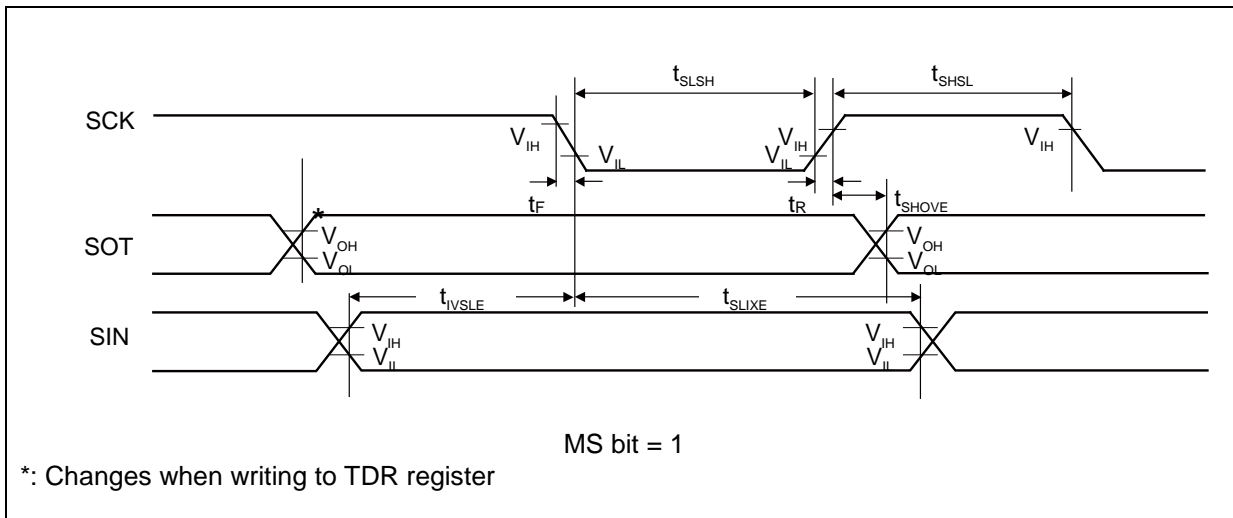 tSLSH tSHSL
SCK
VIH VIL VIH VIL VIH
tF tR tSHOVE
*
SOT
VOH VOH
VOL VOL
tIVSLE tSLIXE
SIN
VIH VIH
VIL VIL
MS bit = 1
*: Changes when writing to TDR register